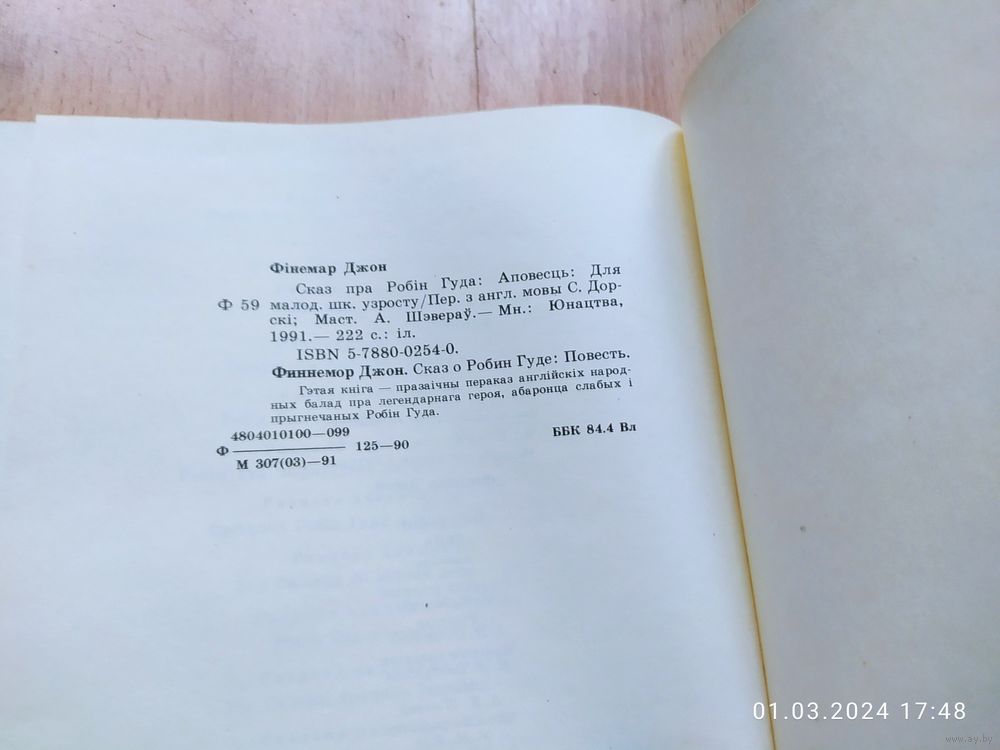 Фінемар Джон
Сказ пра Робін Гуда: Аповесць: Для
Ф 59 малод. шк. узросту/Пер. з англ. мовы С. Дор-
скі; Маст. А. Шэвераў.— Мн.: Юнацтва,
1991.— 222 с.: іл.
ISBN 5-7880-0254-0.
Финнемор Джон. Сказ о Робин Гуде: Повесть.
Гэтая кніга — празаічны пераказ англійскіх народ-
ных балад пра легендарнага героя, абаронца слабых і
прыгнечаных Робін Гуда.
4804010100—099
Ф 125—90
М 307(03)—91
ББК 84.4 Вл
01.03.2024 17:48
www.ay.by